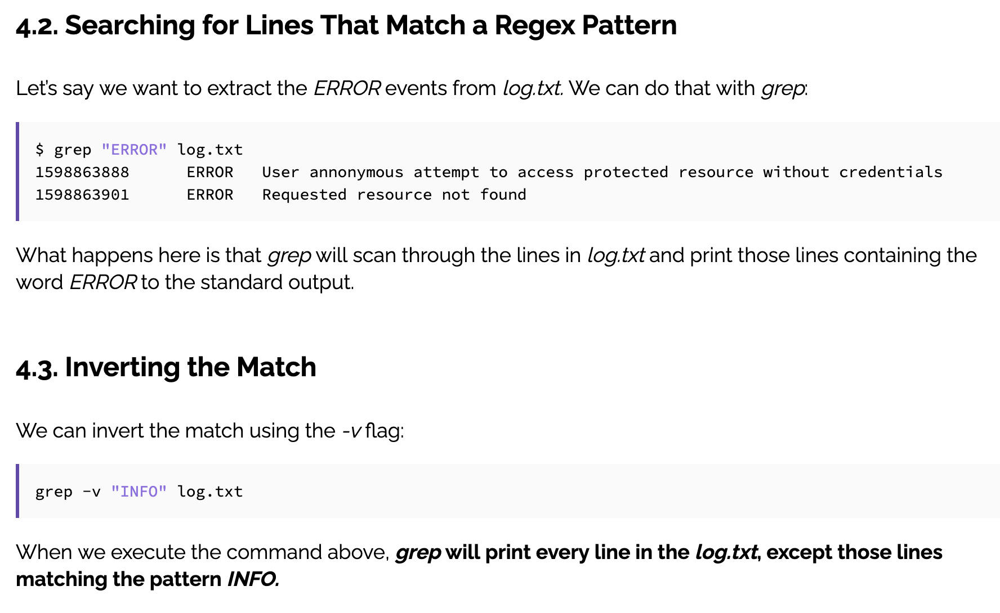 4.2. Searching for Lines That Match a Regex Pattern
Let's say we want to extract the ERROR events from log.txt. We can do that with grep:
$ grep "ERROR" log.txt
1598863888      ERROR   User annonymous attempt to access protected resource without credentials
1598863901      ERROR   Requested resource not found
What happens here is that grep will scan through the lines in log.txt and print those lines containing the
word ERROR to the standard output.
4.3. Inverting the Match
We can invert the match using the -v flag:
grep -v "INFO" log.txt
When we execute the command above, grep will print every line in the log.txt, except those lines
matching the pattern INFO.